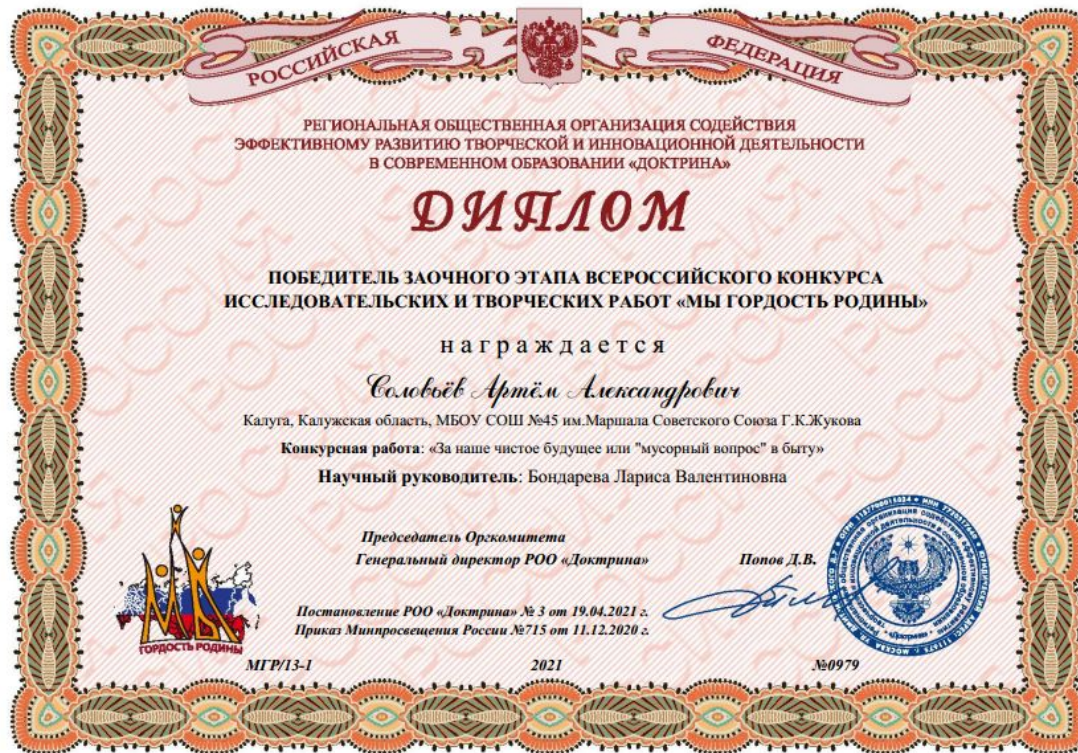 РОССИЙСКАЯ ФЕДЕРАЦИЯ
РЕГИОНАЛЬНАЯ ОБЩЕСТВЕННАЯ ОРГАНИЗАЦИЯ СОДЕЙСТВИЯ
ЭФФЕКТИВНОМУ РАЗВИТИЮ ТВОРЧЕСКОЙ И ИННОВАЦИОННОЙ ДЕЯТЕЛЬНОСТИ
В СОВРЕМЕННОМ ОБРАЗОВАНИИ «ДОКТРИНА»
ДИПЛОМ
ПОБЕДИТЕЛЬ ЗАОЧНОГО ЭТАПА ВСЕРОССИЙСКОГО КОНКУРСА
ИССЛЕДОВАТЕЛЬСКИХ И ТВОРЧЕСКИХ РАБОТ «МЫ ГОРДОСТЬ РОДИНЫ»
награждается
Соловьёв Артём Александрович
Калуга, Калужская область, МБОУ СОШ №45 им.Маршала Советского Союза Г.К.Жукова
Конкурсная работа: «За наше чистое будущее или "мусорный вопрос" в быту»
Научный руководитель: Бондарева Лариса Валентиновна
Председатель Оргкомитета
Генеральный директор РОО «Доктрина» Попов Д.В.
Постановление РОО «Доктрина» № 3 от 19.04.2021 г.
Приказ Минпросвещения России №715 от 11.12.2020 г.
МЫ
ГОРДОСТЬ РОДИНЫ
МГР/13-1 2021 №0979